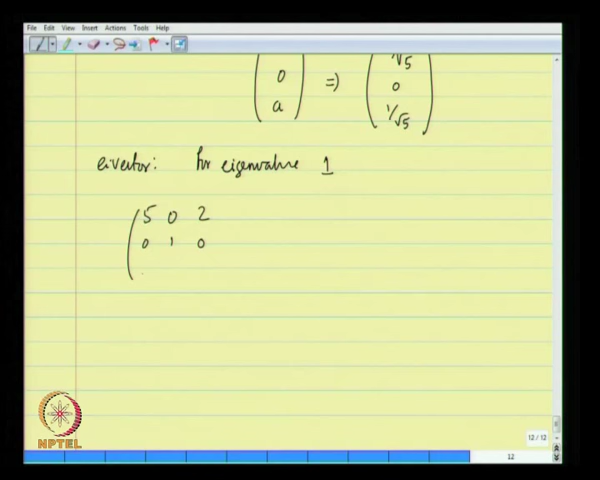 File Edit View Insert Actions Tools Help
1/√5
0 => 0
a 1/√5
eivector: for eigenvalue 1
5 0 2
0 1 0
NPTEL
12 / 12
12